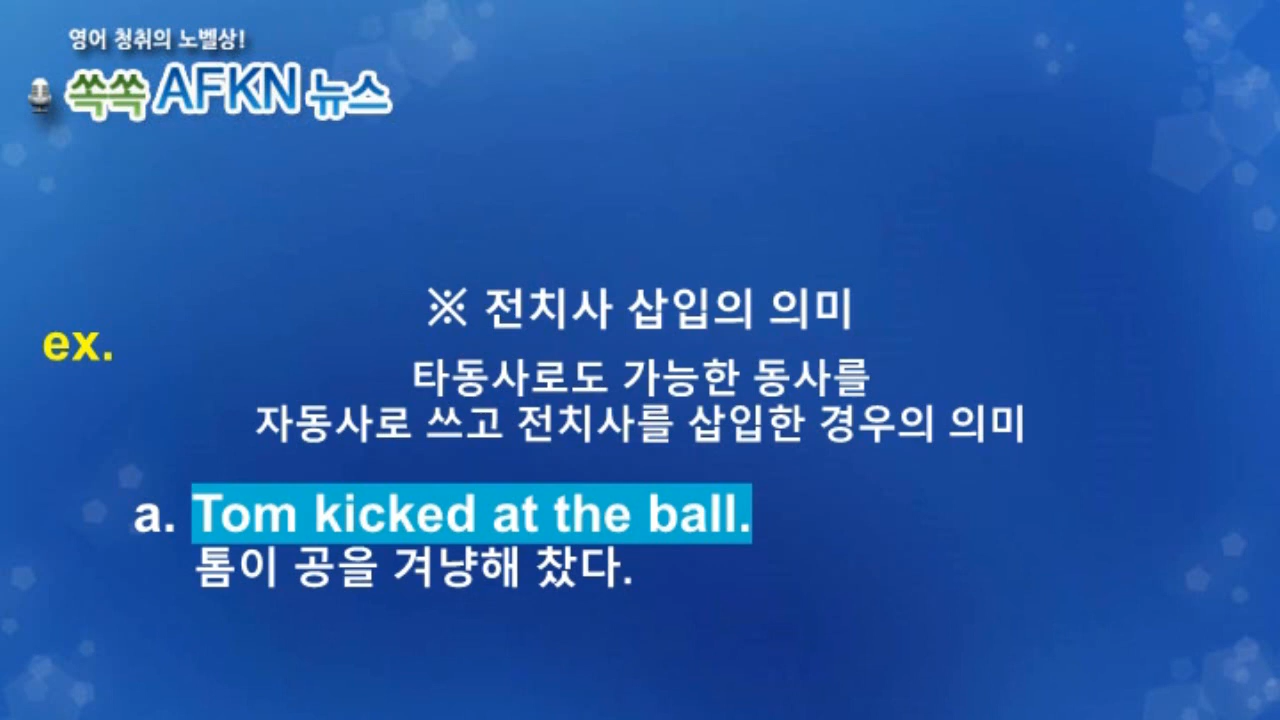 영어 청취의 노벨상!
쏙쏙 AFKN 뉴스
※ 전치사 삽입의 의미
ex.
타동사로도 가능한 동사를
자동사로 쓰고 전치사를 삽입한 경우의 의미
a. Tom kicked at the ball.
톰이 공을 겨냥해 찼다.